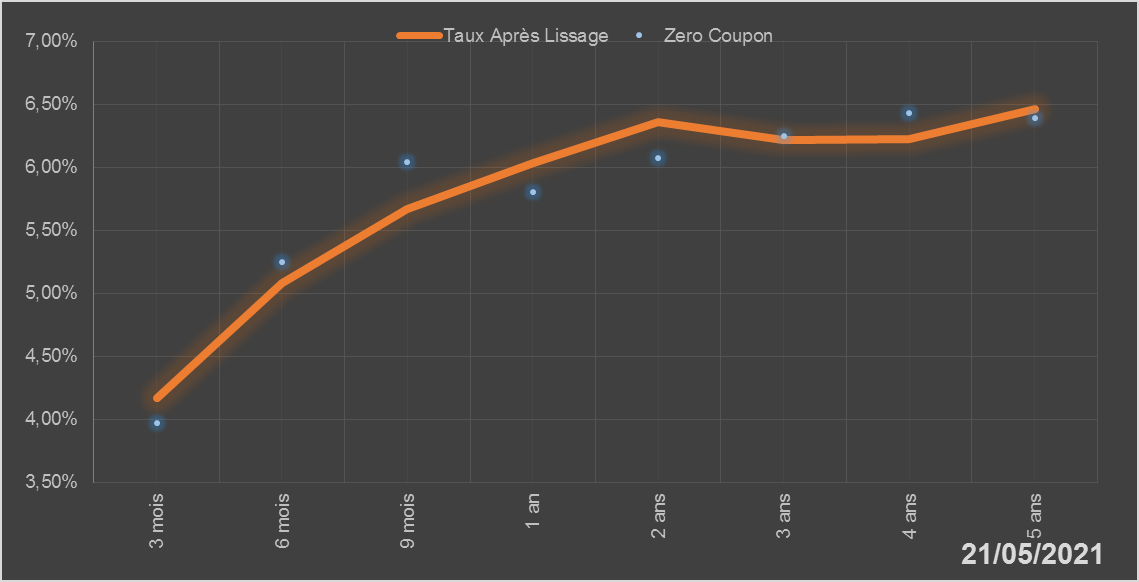 Taux Après Lissage
Zero Coupon
7,00%
6,50%
6,00%
5,50%
5,00%
4,50%
4,00%
3,50%
3 mois
6 mois
9 mois
1 an
2 ans
3 ans
4 ans
5 ans
21/05/2021